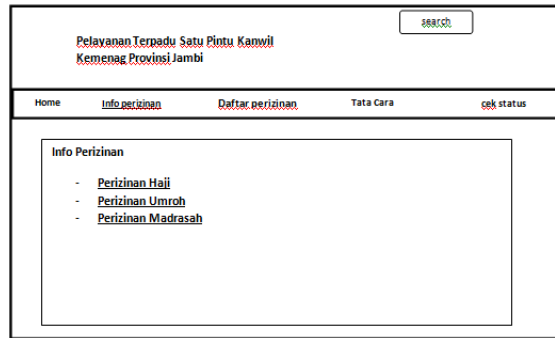 search
Pelayanan Terpadu Satu Pintu Kanwil
Kemenag Provinsi Jambi
Home Info perizinan Daftar perizinan Tata Cara cek status
Info Perizinan
- Perizinan Haji
- Perizinan Umroh
- Perizinan Madrasah